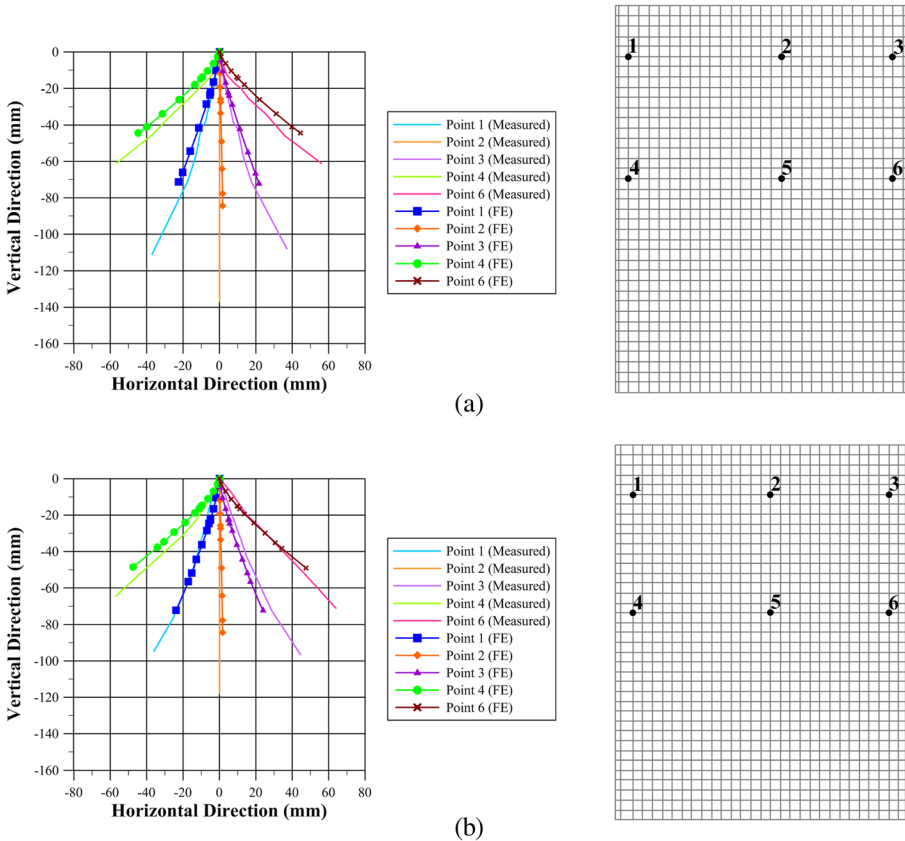 0
-20
-40
-60
-80
-100
-120
-140
-160
Vertical Direction (mm)
-80 -60 -40 -20 0 20 40 60 80
Horizontal Direction (mm)
Point 1 (Measured)
Point 2 (Measured)
Point 3 (Measured)
Point 4 (Measured)
Point 6 (Measured)
Point 1 (FE)
Point 2 (FE)
Point 3 (FE)
Point 4 (FE)
Point 6 (FE)
1 2 3
4 5 6
(a)
0
-20
-40
-60
-80
-100
-120
-140
-160
Vertical Direction (mm)
-80 -60 -40 -20 0 20 40 60 80
Horizontal Direction (mm)
Point 1 (Measured)
Point 2 (Measured)
Point 3 (Measured)
Point 4 (Measured)
Point 6 (Measured)
Point 1 (FE)
Point 2 (FE)
Point 3 (FE)
Point 4 (FE)
Point 6 (FE)
1 2 3
4 5 6
(b)